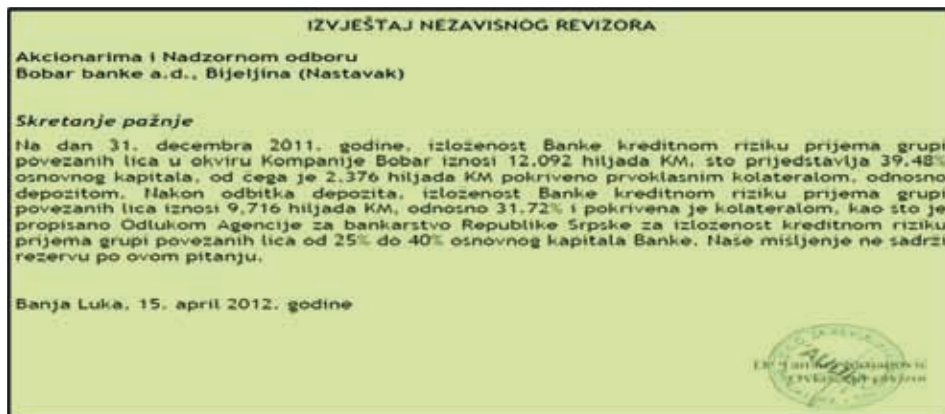 IZVJEŠTAJ NEZAVISNOG REVIZORA
Akcionarima i Nadzornom odboru
Bobar banke a.d., Bijeljina (Nastavak)
Skretanje pažnje
Na dan 31. decembra 2011. godine, izloženost Banke kreditnom riziku prijema grupi
povezanih lica u okviru Kompanije Bobar iznosi 12.092 hiljada KM, sto prijedstavlja 39.48%
osnovnog kapitala, od čega je 2.376 hiljada KM pokriveno prvoklasnim kolateralom, odnosno
depozitom. Nakon odbitka depozita, izloženost Banke kreditnom riziku prijema grupi
povezanih lica iznosi 9.716 hiljada KM, odnosno 31.72% i pokrivena je kolateralom, kao sto je
propisano Odlukom Agencije za bankarstvo Republike Srpske za izloženost kreditnom riziku
prijema grupi povezanih lica od 25% do 40% osnovnog kapitala Banke. Naše mišljenje ne sadrži
rezervu po ovom pitanju.
Banja Luka, 15. april 2012. godine